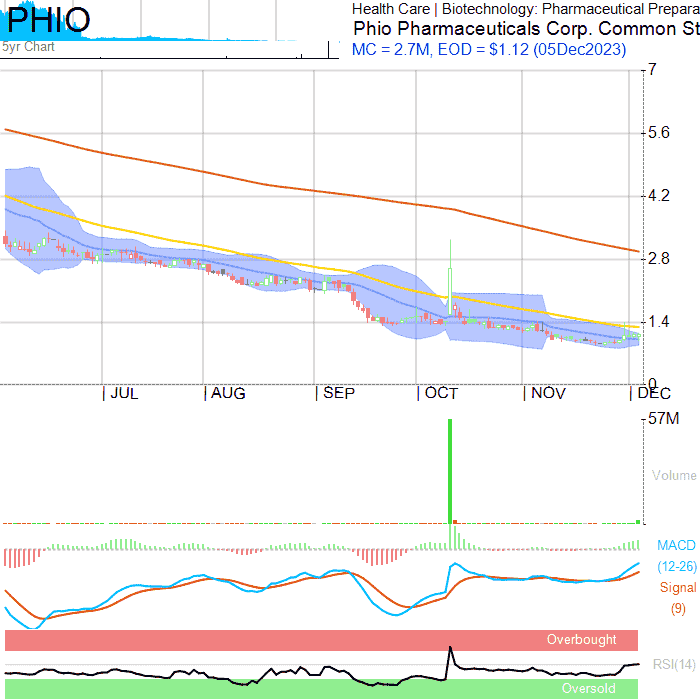 PHIO
5yr Chart
Health Care | Biotechnology: Pharmaceutical Prepara
Phio Pharmaceuticals Corp. Common St
MC = 2.7M, EOD = $1.12 (05Dec2023)
7
5.6
4.2
2.8
1.4
0
JUL
AUG
SEP
OCT
NOV
DEC
57M
Volume
MACD
(12-26)
Signal
(9)
Overbought
RSI(14)
Oversold